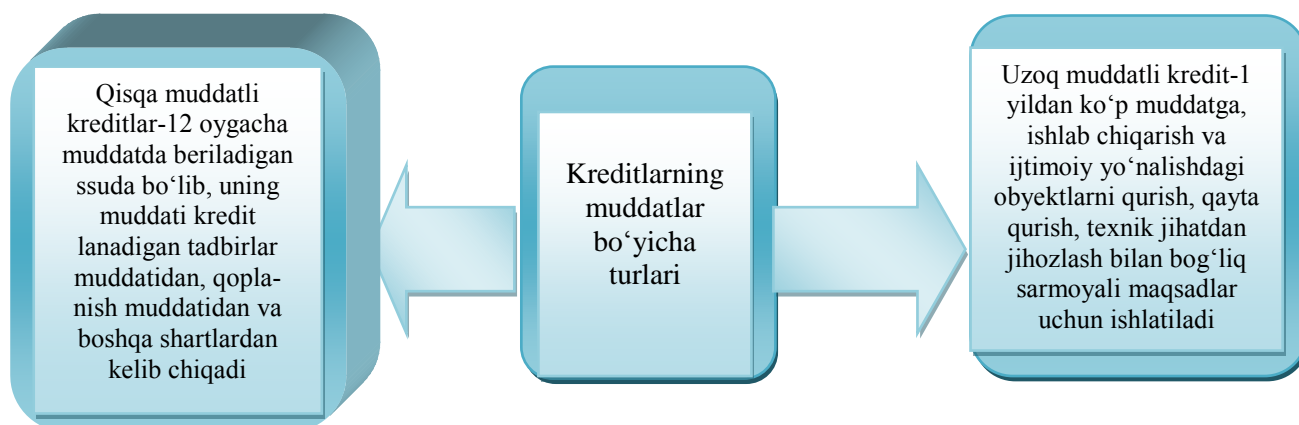 Qisqa muddatli
kreditlar-12 oygacha
muddatda beriladigan
ssuda bo‘lib, uning
muddati kredit
lanadigan tadbirlar
muddatidan, qopla-
nish muddatidan va
boshqa shartlardan
kelib chiqadi
Kreditlarning
muddatlar
bo‘yicha
turlari
Uzoq muddatli kredit-1
yildan ko‘p muddatga,
ishlab chiqarish va
ijtimoiy yo‘nalishdagi
obyektlarni qurish, qayta
qurish, texnik jihatdan
jihozlash bilan bog‘liq
sarmoyali maqsadlar
uchun ishlatiladi